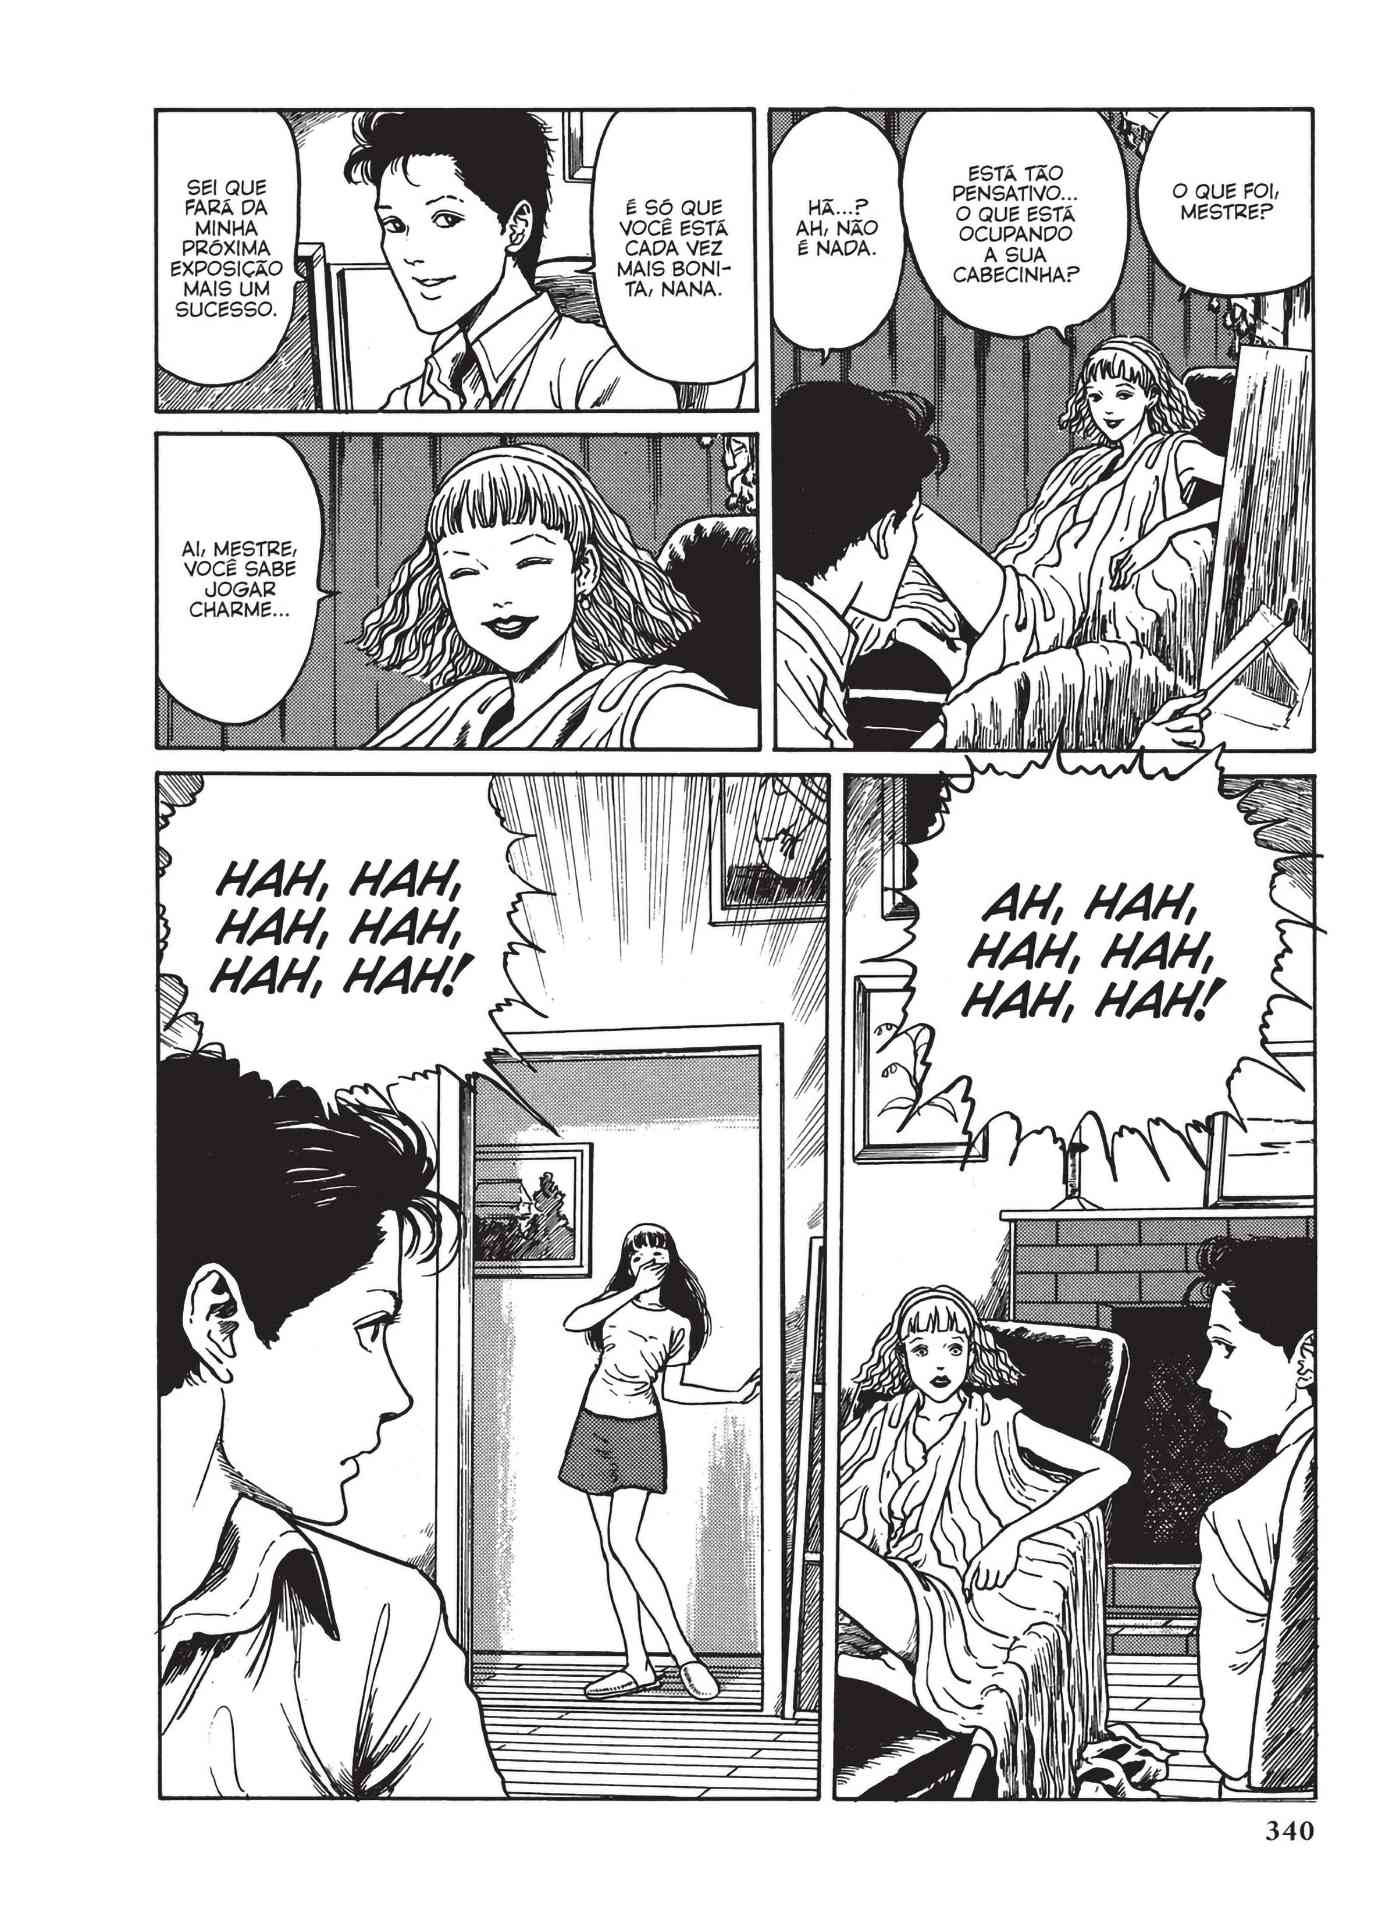 O QUE FOI,
MESTRE?
ESTÁ TÃO
PENSATIVO...
O QUE ESTÁ
OCUPANDO
A SUA
CABECINHA?
HÃ...?
AH, NÃO
É NADA.
É SÓ QUE
VOCÊ ESTÁ
CADA VEZ
MAIS BONI-
TA, NANA.
SEI QUE
FARÁ DA
MINHA
PRÓXIMA
EXPOSIÇÃO
MAIS UM
SUCESSO.
AI, MESTRE,
VOCÊ SABE
JOGAR
CHARME...
AH, HAH,
HAH, HAH,
HAH, HAH!
HAH, HAH,
HAH, HAH,
HAH, HAH!
340